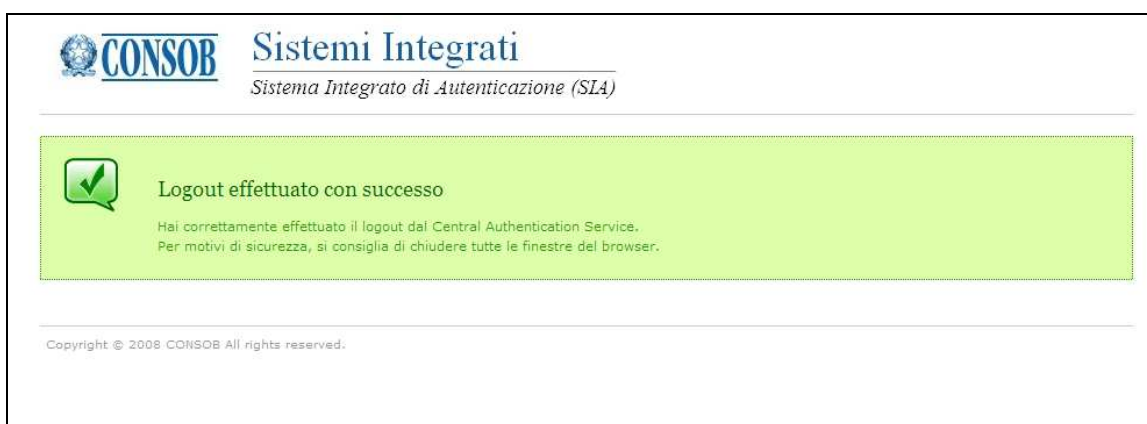 CONSOB
Sistemi Integrati
Sistema Integrato di Autenticazione (SIA)
Logout effettuato con successo
Hai correttamente effettuato il logout dal Central Authentication Service.
Per motivi di sicurezza, si consiglia di chiudere tutte le finestre del browser.
Copyright © 2008 CONSOB All rights reserved.